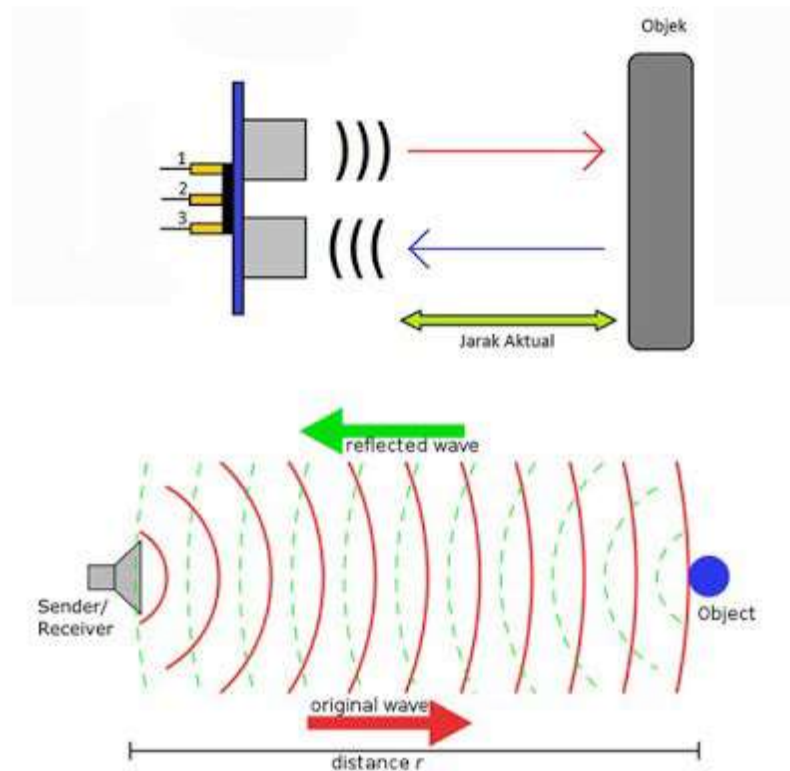 Objek
1
2
3
Jarak Aktual
reflected wave
Sender/
Receiver
Object
original wave
distance r